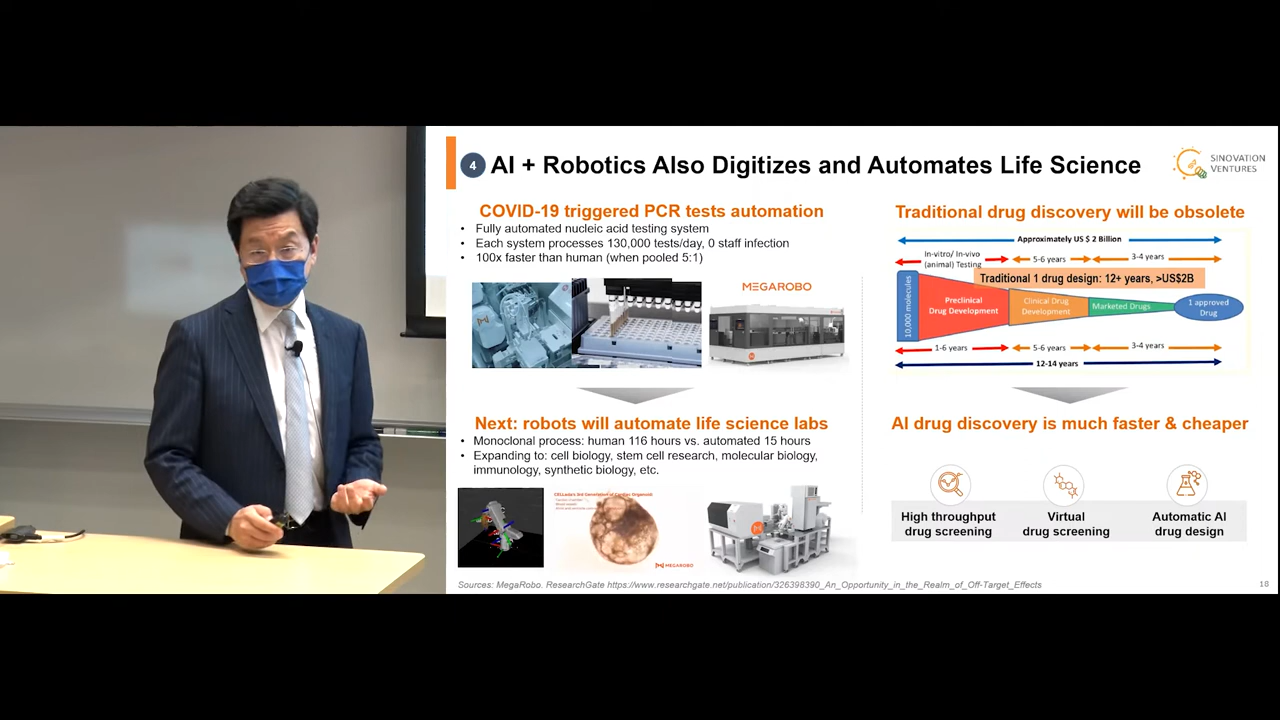 4 AI + Robotics Also Digitizes and Automates Life Science
SINOVATION
VENTURES
COVID-19 triggered PCR tests automation
• Fully automated nucleic acid testing system
• Each system processes 130,000 tests/day, 0 staff infection
• 100x faster than human (when pooled 5:1)
MEGAROBO
Next: robots will automate life science labs
• Monoclonal process: human 116 hours vs. automated 15 hours
• Expanding to: cell biology, stem cell research, molecular biology,
immunology, synthetic biology, etc.
MEGAROBO
Traditional drug discovery will be obsolete
Approximately US $ 2 Billion
In-vitro/ In-vivo
(animal) Testing
5-6 years
3-4 years
Traditional 1 drug design: 12+ years, >US$2B
10,000 molecules
Preclinical
Drug Development
Clinical Drug
Development
Marketed Drugs
1 approved
Drug
1-6 years
5-6 years
3-4 years
12-14 years
AI drug discovery is much faster & cheaper
High throughput
drug screening
Virtual
drug screening
Automatic AI
drug design
Sources: MegaRobo. ResearchGate https://www.researchgate.net/publication/326398390_An_Opportunity_in_the_Realm_of_Off-Target_Effects
18